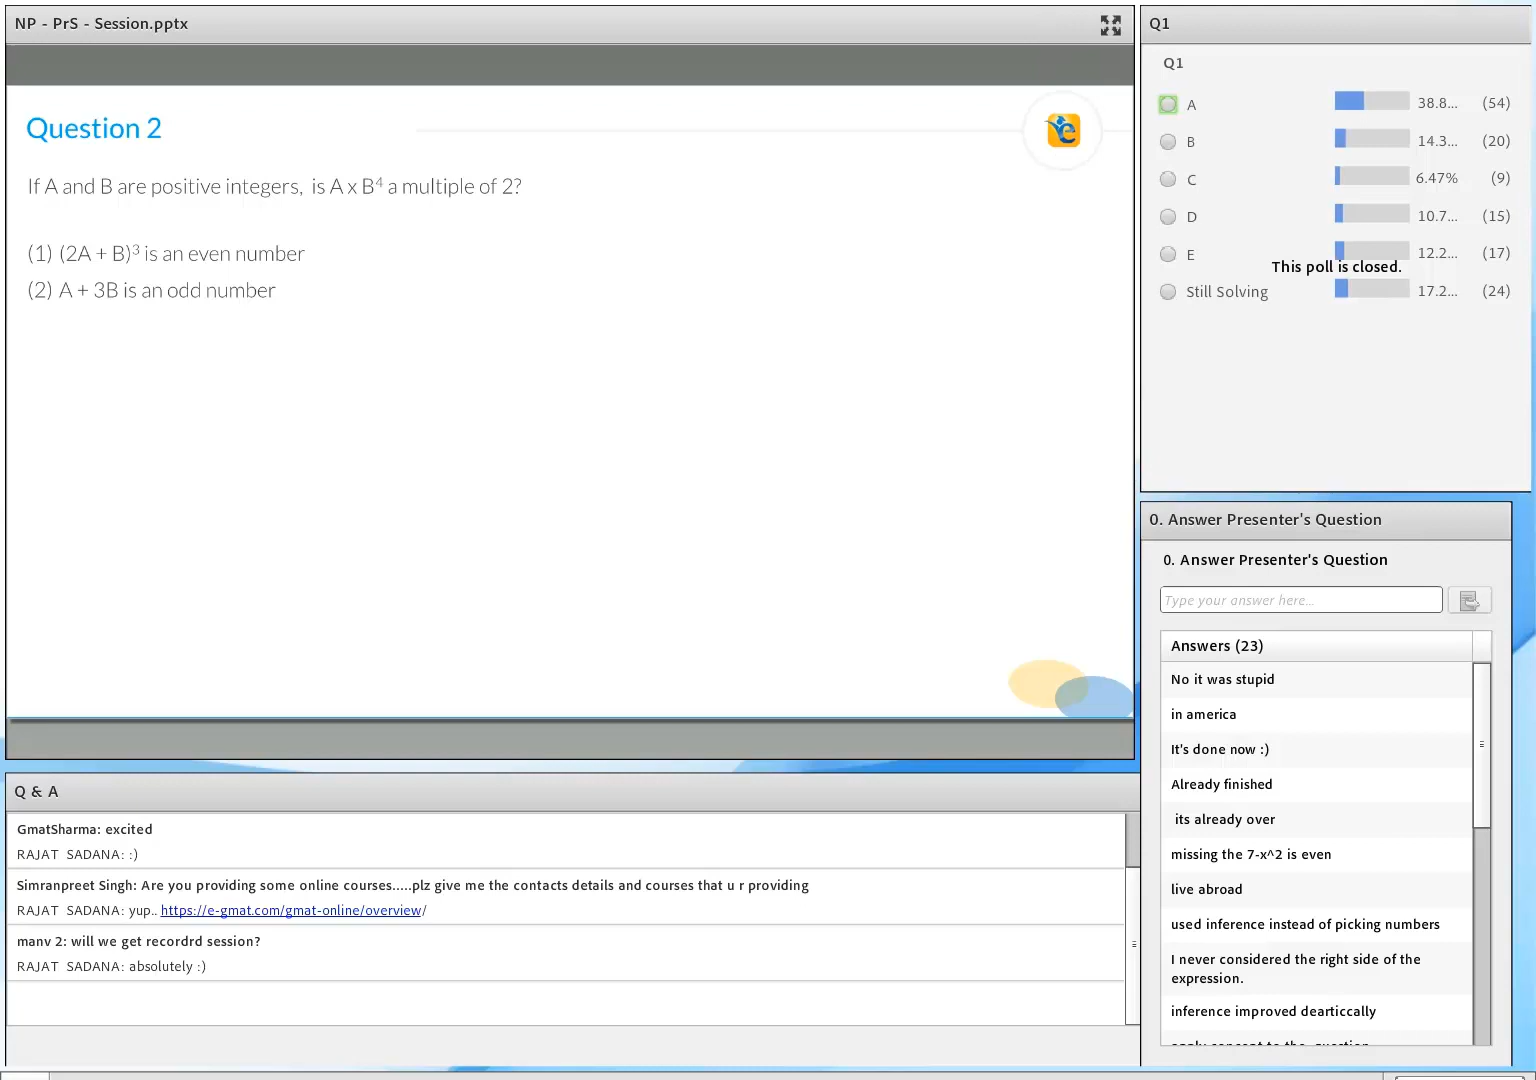 NP - PrS - Session.pptx
Question 2
If A and B are positive integers, is A x B⁴ a multiple of 2?
(1) (2A + B)³ is an even number
(2) A + 3B is an odd number
Q & A
GmatSharma: excited
RAJAT SADANA: :)
Simranpreet Singh: Are you providing some online courses.....plz give me the contacts details and courses that u r providing
RAJAT SADANA: yup.. https://e-gmat.com/gmat-online/overview/
manv 2: will we get recordrd session?
RAJAT SADANA: absolutely :)
Q1
Q1
A 38.8... (54)
B 14.3... (20)
C 6.47% (9)
D 10.7... (15)
E 12.2... (17)
This poll is closed.
Still Solving 17.2... (24)
0. Answer Presenter's Question
0. Answer Presenter's Question
Type your answer here...
Answers (23)
No it was stupid
in america
It's done now :)
Already finished
its already over
missing the 7-x^2 is even
live abroad
used inference instead of picking numbers
I never considered the right side of the
expression.
inference improved dearticcally